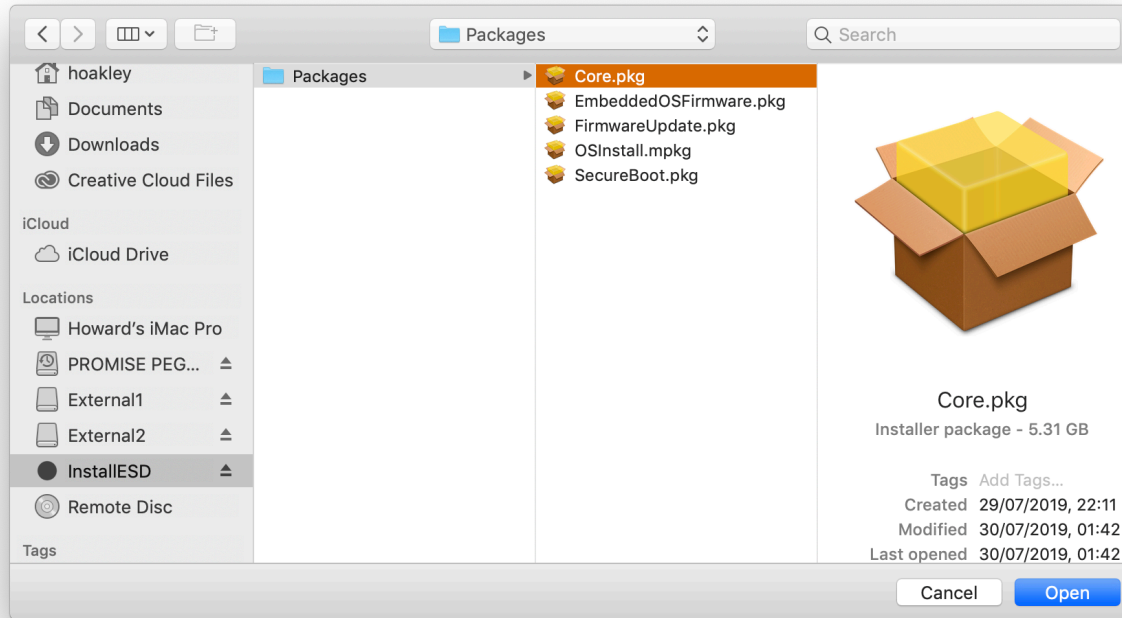 Packages
Search
hoakley
Documents
Downloads
Creative Cloud Files
iCloud
iCloud Drive
Locations
Howard's iMac Pro
PROMISE PEG...
External1
External2
InstallESD
Remote Disc
Tags
Packages
Core.pkg
EmbeddedOSFirmware.pkg
FirmwareUpdate.pkg
OSInstall.mpkg
SecureBoot.pkg
Core.pkg
Installer package - 5.31 GB
Tags Add Tags...
Created 29/07/2019, 22:11
Modified 30/07/2019, 01:42
Last opened 30/07/2019, 01:42
Cancel
Open